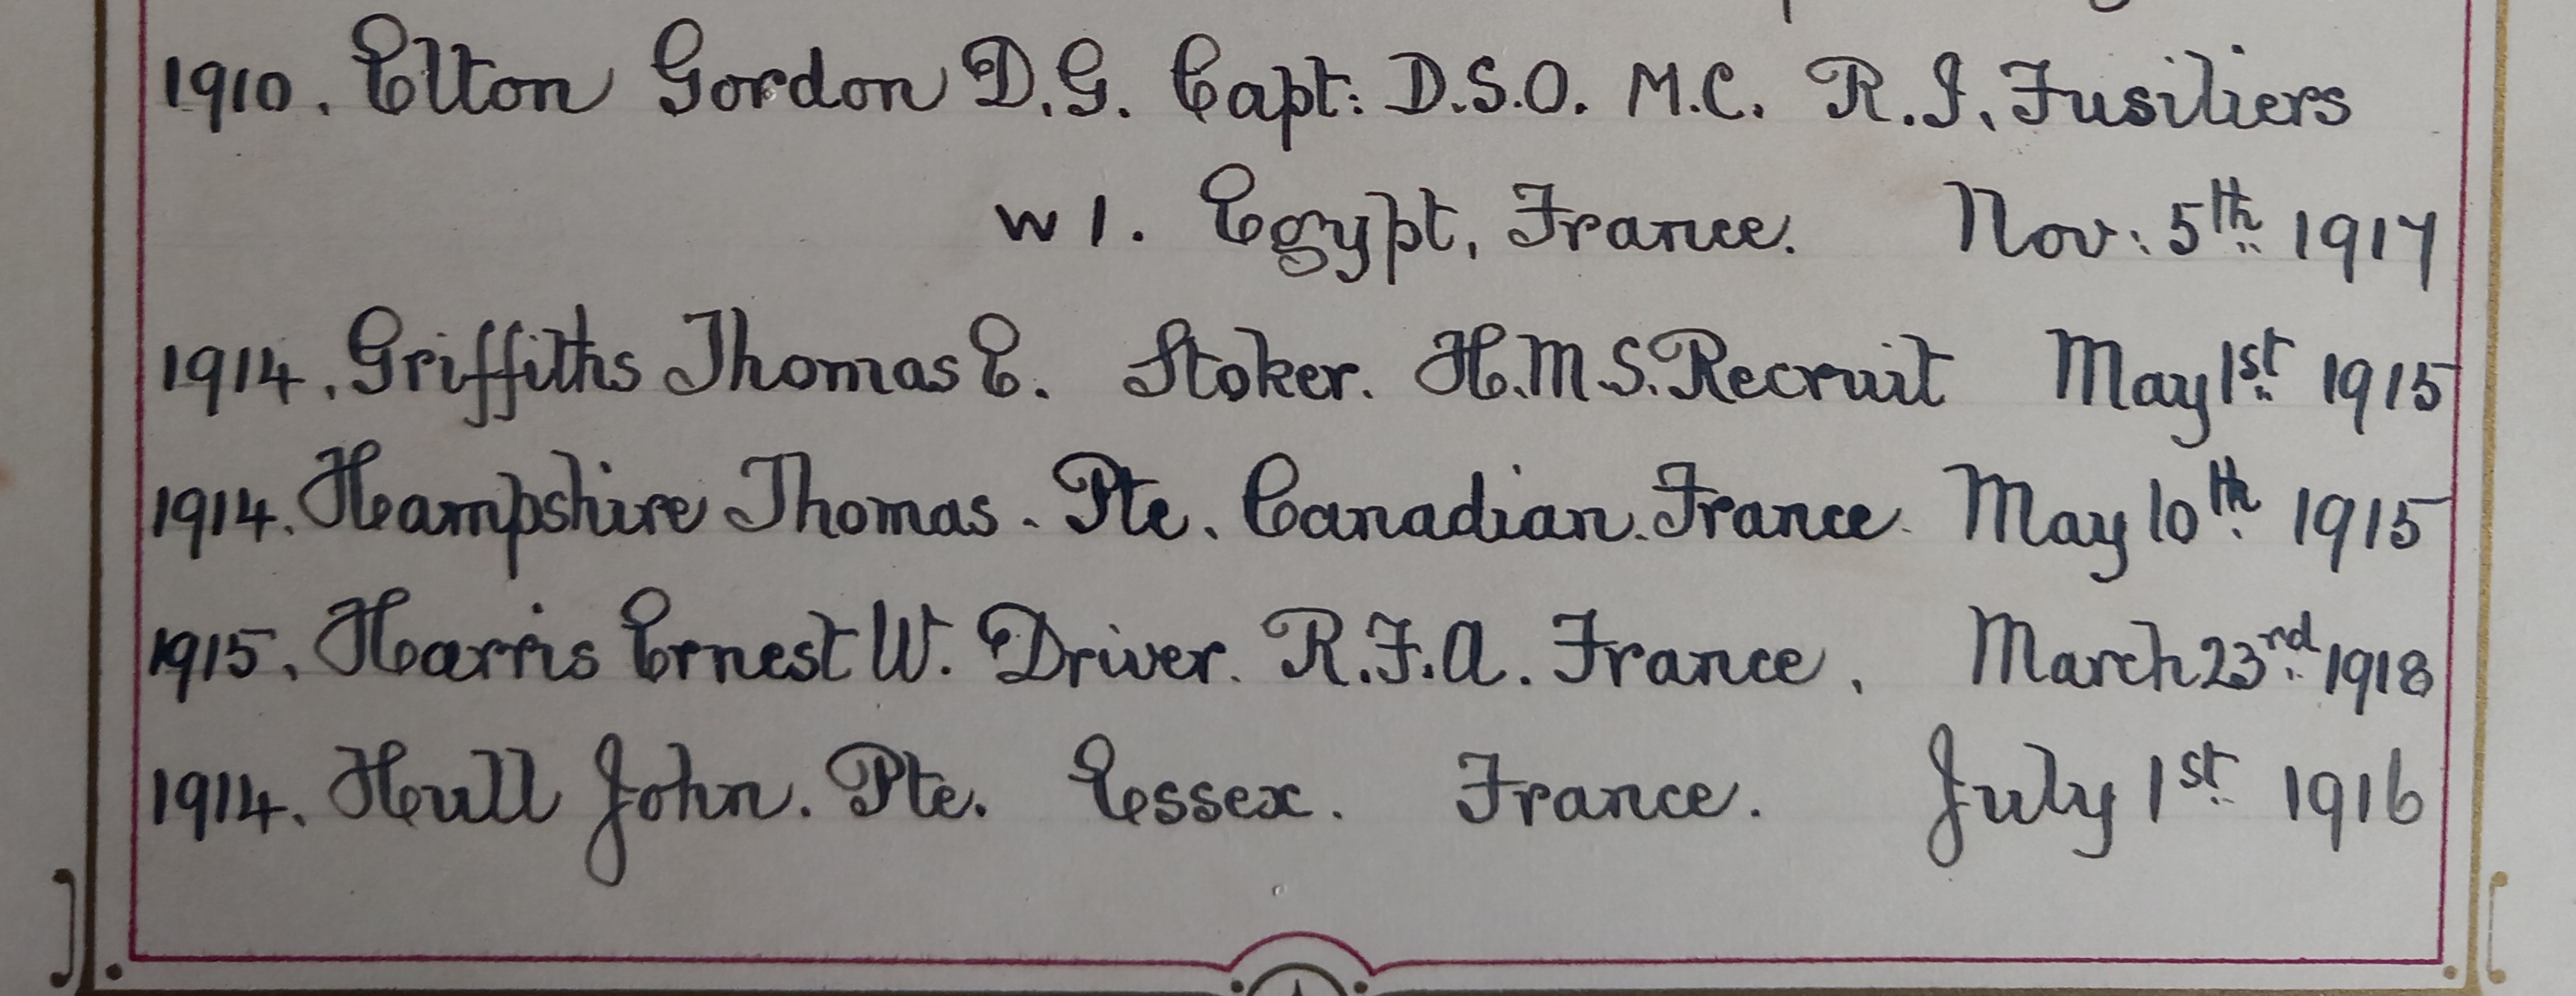 1910. Elton Gordon D.G. Capt: D.S.O. M.C. R.I. Fusiliers
W 1. Egypt, France. Nov: 5th 1917
1914. Griffiths Thomas E. Stoker. H.M.S. Recruit May 1st 1915
1914. Hampshire Thomas. Pte. Canadian. France. May 10th 1915
1915. Harris Ernest W. Driver. R.F.A. France. March 23rd 1918
1914. Hull John. Pte. Essex. France. July 1st 1916